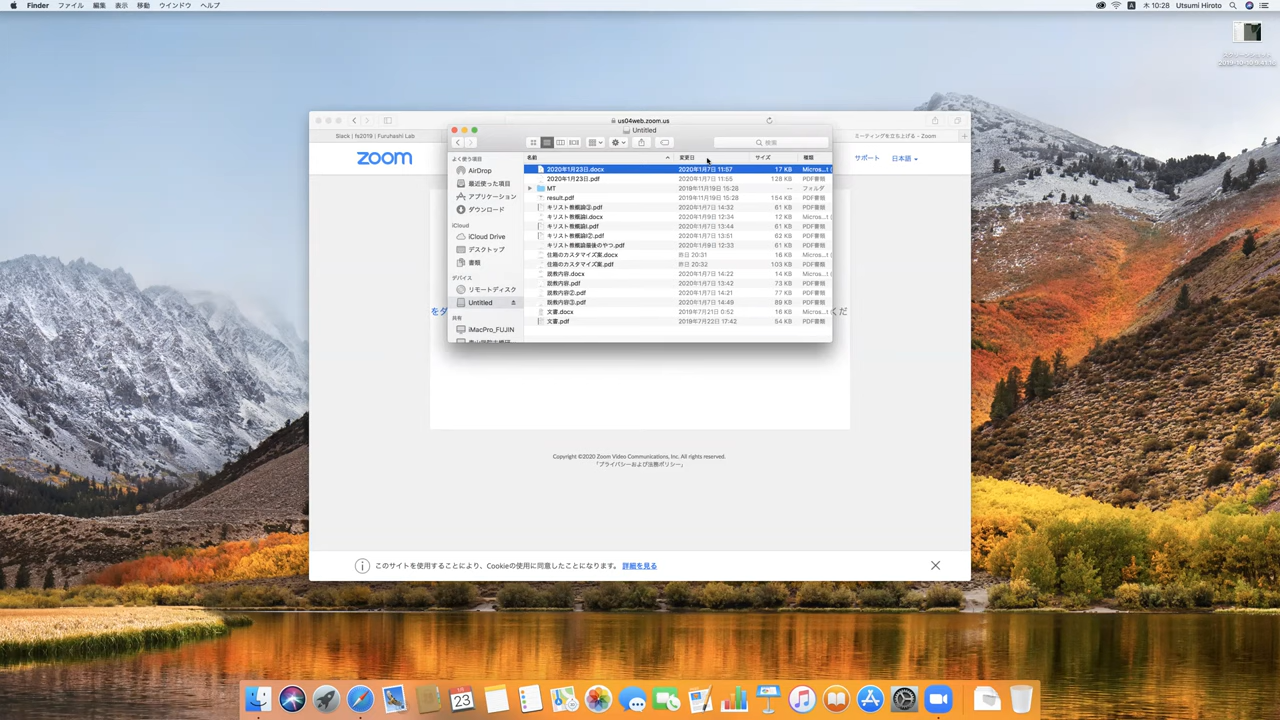 Finder ファイル 編集 表示 移動 ウインドウ ヘルプ
A 木 10:28 Utsumi Hiroto
us04web.zoom.us
Slack | fs2019 | Furuhashi Lab
ミーティングを立ち上げる - Zoom
zoom
サポート 日本語
Untitled
検索
よく使う項目
AirDrop
最近使った項目
アプリケーション
ダウンロード
iCloud
iCloud Drive
デスクトップ
書類
デバイス
リモートディスク
Untitled
共有
iMacPro_FUJIN
名前 変更日 サイズ 種類
2020年1月23日.docx 2020年1月7日 11:57 17 KB Micros...t
2020年1月23日.pdf 2020年1月7日 11:55 128 KB PDF書類
MT 2019年11月19日 15:28 -- フォルダ
result.pdf 2019年11月19日 15:28 154 KB PDF書類
キリスト教概論③.pdf 2020年1月7日 14:32 61 KB PDF書類
キリスト教概論I.docx 2020年1月9日 12:34 12 KB Micros...t
キリスト教概論I.pdf 2020年1月7日 13:44 61 KB PDF書類
キリスト教概論I②.pdf 2020年1月7日 13:51 62 KB PDF書類
キリスト教概論最後のやつ.pdf 2020年1月9日 12:33 61 KB PDF書類
住箱のカスタマイズ案.docx 昨日 20:31 16 KB Micros...t
住箱のカスタマイズ案.pdf 昨日 20:32 103 KB PDF書類
説教内容.docx 2020年1月7日 14:22 14 KB Micros...t
説教内容.pdf 2020年1月7日 13:42 73 KB PDF書類
説教内容②.pdf 2020年1月7日 14:21 77 KB PDF書類
説教内容③.pdf 2020年1月7日 14:49 89 KB PDF書類
文書.docx 2019年7月21日 0:52 16 KB Micros...t
文書.pdf 2019年7月22日 17:42 54 KB PDF書類
をダ
くだ
Copyright ©2020 Zoom Video Communications, Inc. All rights reserved.
「プライバシーおよび法務ポリシー」
このサイトを使用することにより、Cookieの使用に同意したことになります。 詳細を見る
23